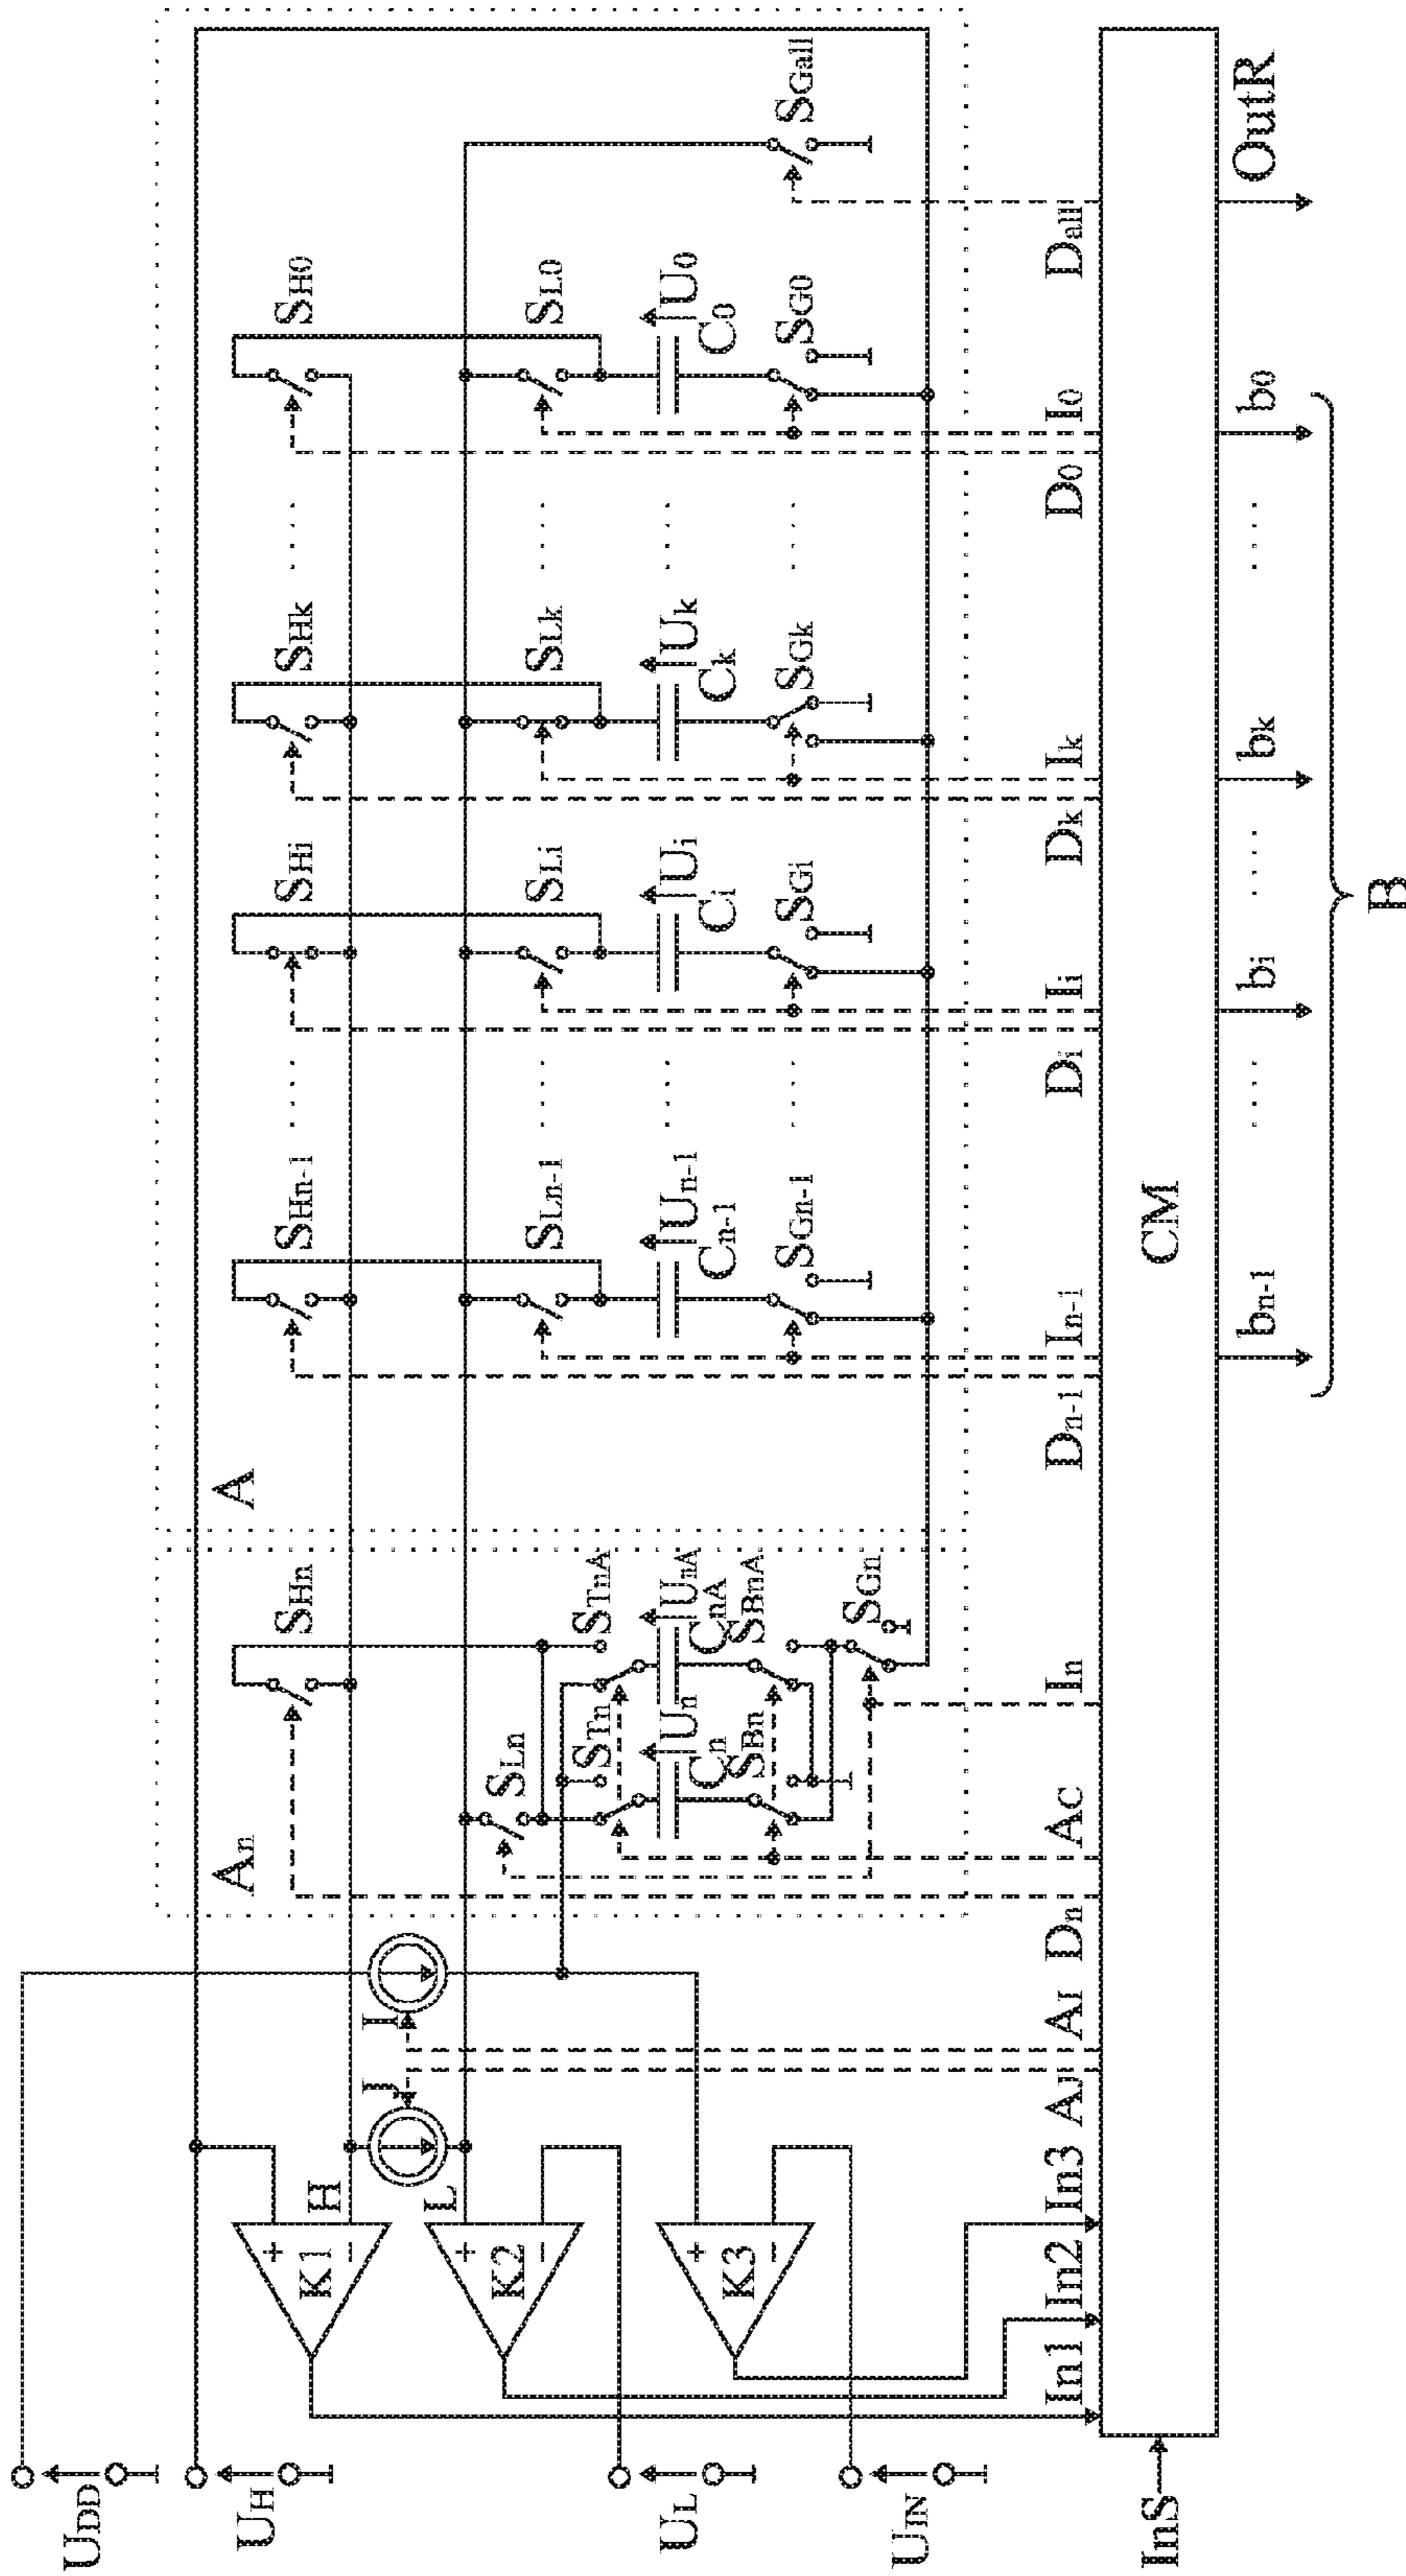 UDD
UH
UL
UIN
InS
K1
+
−
K2
+
−
K3
+
−
H
L
J
I
An
A
SHn
SHn-1
SHi
SHk
SH0
SLn
SLn-1
SLi
SLk
SL0
STn
STnA
Un
UnA
Un-1
Ui
Uk
U0
Cn
CnA
Cn-1
Ci
Ck
C0
SBn
SBnA
SGn
SGn-1
SGi
SGk
SG0
SGall
In1
In2
In3
AJ
AI
Dn
AC
In
Dn-1
In-1
Di
Ii
Dk
Ik
D0
I0
Dall
CM
bn-1
bi
bk
b0
OutR
B